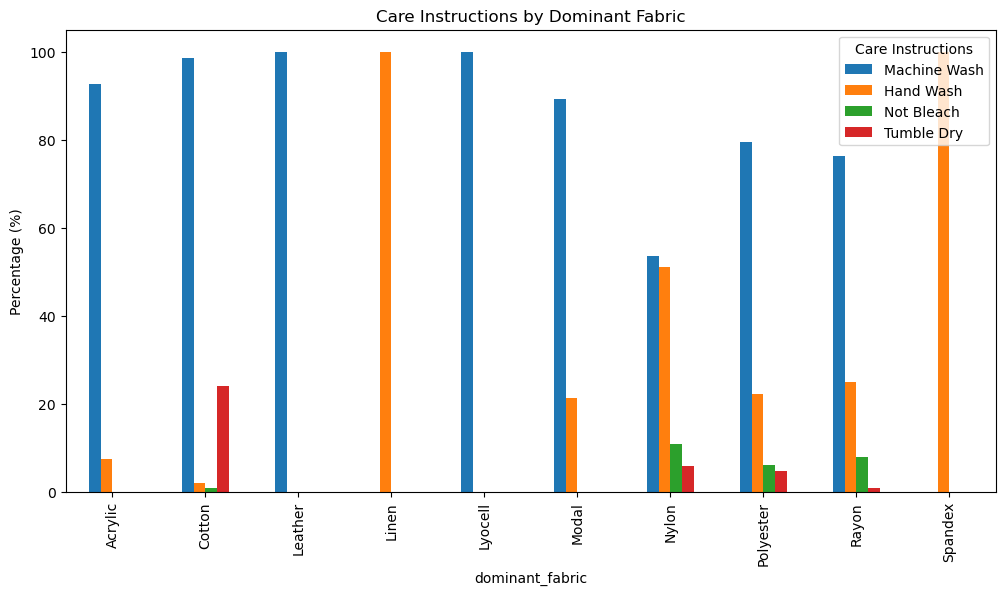 Care Instructions by Dominant Fabric
Percentage (%)
100
80
60
40
20
0
Care Instructions
Machine Wash
Hand Wash
Not Bleach
Tumble Dry
Acrylic
Cotton
Leather
Linen
Lyocell
Modal
Nylon
Polyester
Rayon
Spandex
dominant_fabric